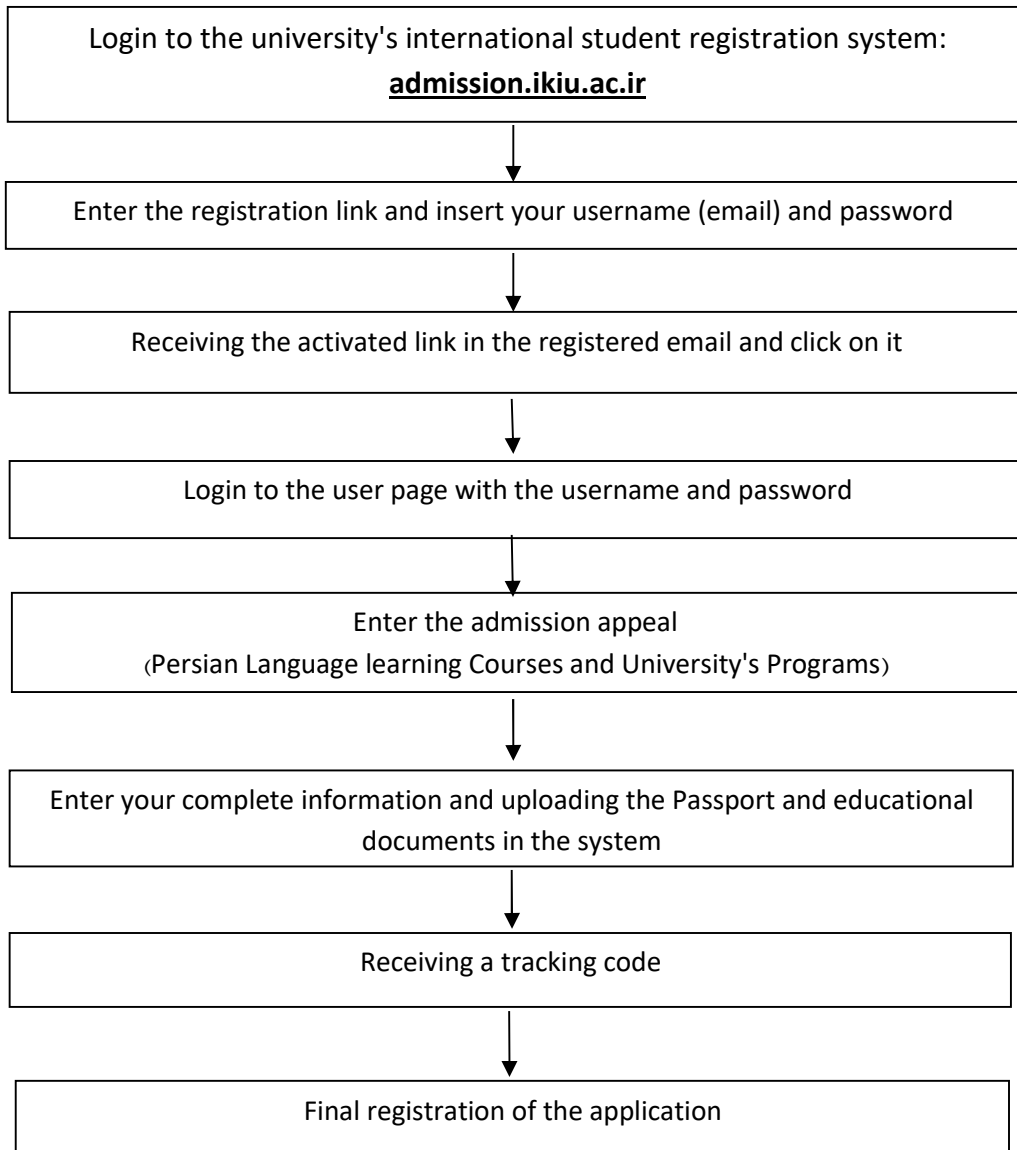 Login to the university's international student registration system:
admission.ikiu.ac.ir
Enter the registration link and insert your username (email) and password
Receiving the activated link in the registered email and click on it
Login to the user page with the username and password
Enter the admission appeal
(Persian Language learning Courses and University's Programs)
Enter your complete information and uploading the Passport and educational
documents in the system
Receiving a tracking code
Final registration of the application